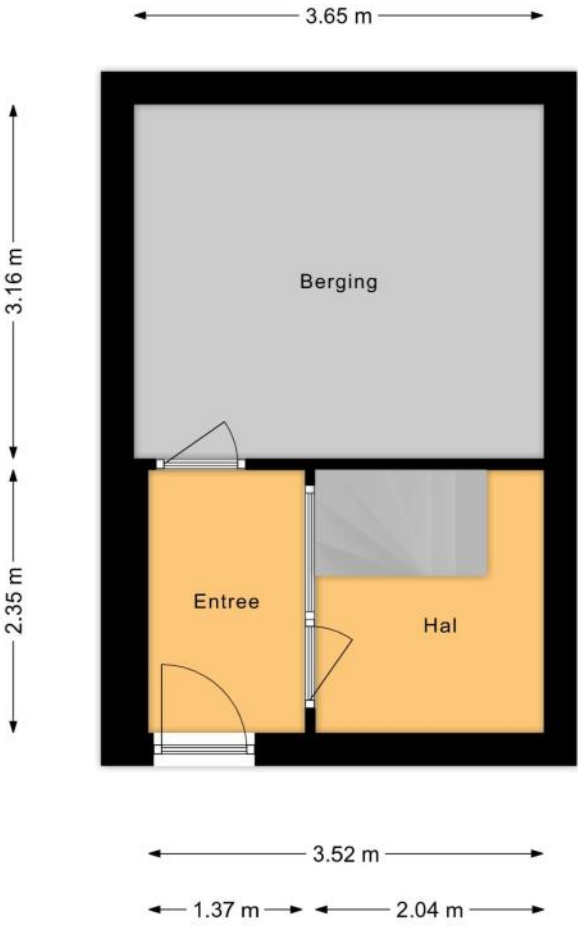 3.65 m
3.16 m
Berging
2.35 m
Entree
Hal
3.52 m
1.37 m
2.04 m